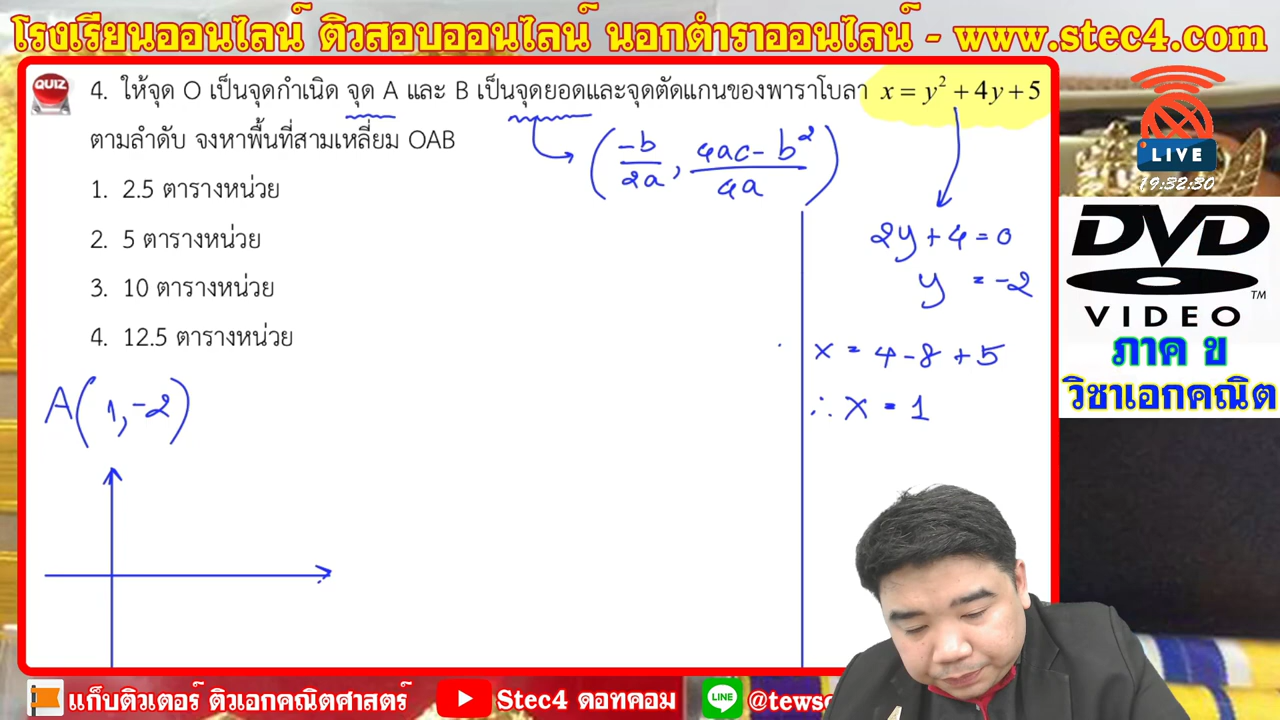 โรงเรียนออนไลน์ ติวสอบออนไลน์ นอกตำราออนไลน์ - www.stec4.com
QUIZ
4. ให้จุด O เป็นจุดกำเนิด จุด A และ B เป็นจุดยอดและจุดตัดแกนของพาราโบลา x = y² + 4y + 5
ตามลำดับ จงหาพื้นที่สามเหลี่ยม OAB
(-b/2a, 4ac-b²/4a)
1. 2.5 ตารางหน่วย
2. 5 ตารางหน่วย
3. 10 ตารางหน่วย
4. 12.5 ตารางหน่วย
2y+4=0
y = -2
x = 4-8+5
∴ x = 1
A(1,-2)
LIVE
19:32:30
DVD
TM
VIDEO
ภาค ข
วิชาเอกคณิต
แก๊บติวเตอร์ ติวเอกคณิตศาสตร์
Stec4 ดอทคอม
LINE